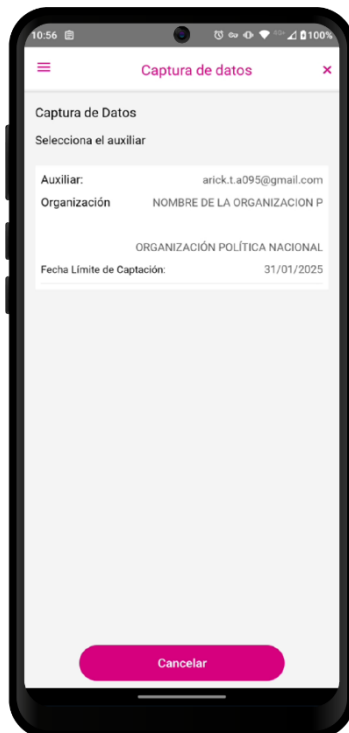 10:56 100%
Captura de datos ×
Captura de Datos
Selecciona el auxiliar
Auxiliar: arick.t.a095@gmail.com
Organización NOMBRE DE LA ORGANIZACION P
ORGANIZACIÓN POLÍTICA NACIONAL
Fecha Límite de Captación: 31/01/2025
Cancelar